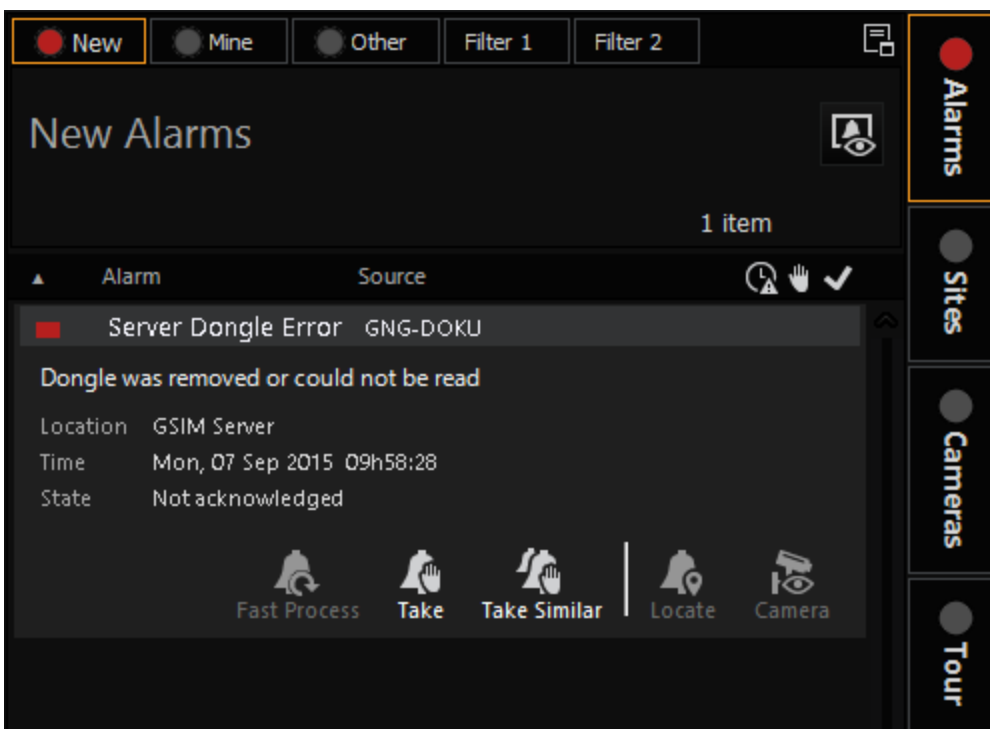 New Mine Other Filter 1 Filter 2
New Alarms
1 item
Alarm Source
Server Dongle Error GNG-DOKU
Dongle was removed or could not be read
Location GSIM Server
Time Mon, 07 Sep 2015 09h58:28
State Not acknowledged
Fast Process Take Take Similar Locate Camera
Alarms
Sites
Cameras
Tour